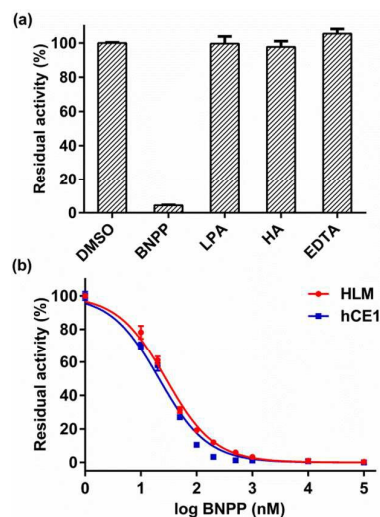 (a)
Residual activity (%)
100
80
60
40
20
0
DMSO
BNPP
LPA
HA
EDTA
(b)
Residual activity (%)
100
80
60
40
20
0
HLM
hCE1
0
1
2
3
4
5
log BNPP (nM)